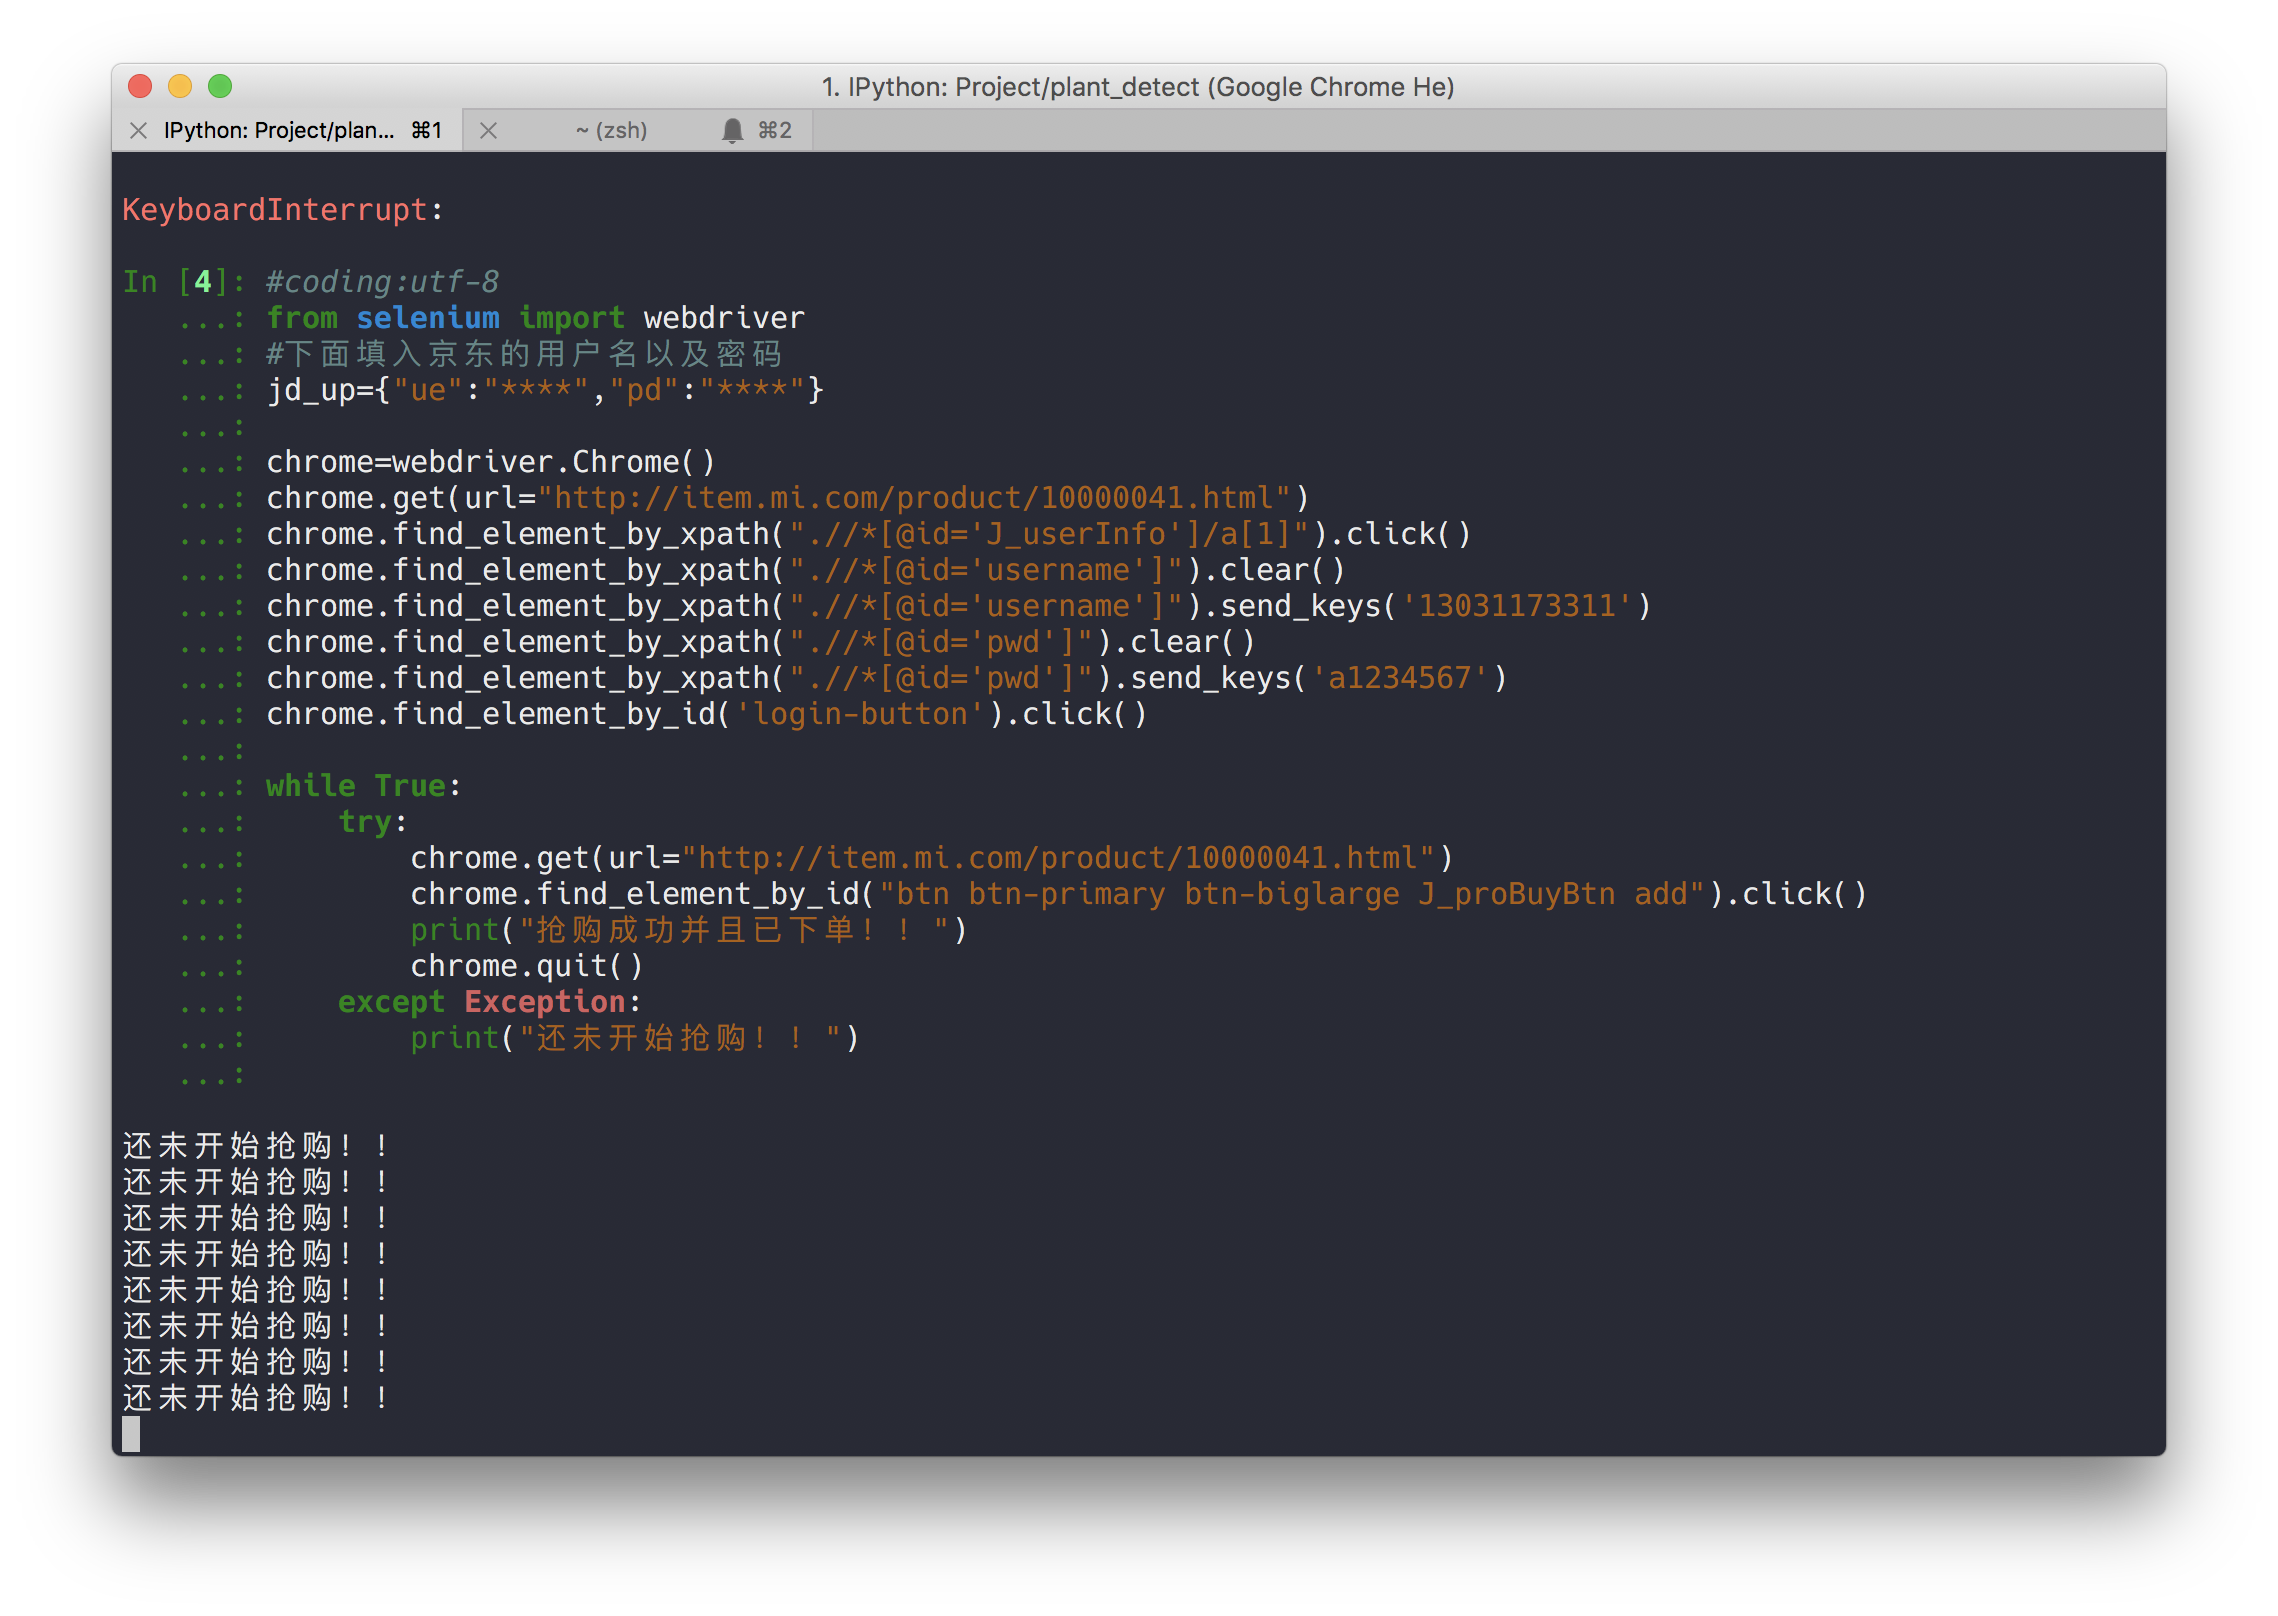 1. IPython: Project/plant_detect (Google Chrome He)
IPython: Project/plan... ⌘1 ~ (zsh) ⌘2
KeyboardInterrupt:
In [4]: #coding:utf-8
...: from selenium import webdriver
...: #下面填入京东的用户名以及密码
...: jd_up={"ue":"****","pd":"****"}
...:
...: chrome=webdriver.Chrome()
...: chrome.get(url="http://item.mi.com/product/10000041.html")
...: chrome.find_element_by_xpath(".//*[@id='J_userInfo']/a[1]").click()
...: chrome.find_element_by_xpath(".//*[@id='username']").clear()
...: chrome.find_element_by_xpath(".//*[@id='username']").send_keys('13031173311')
...: chrome.find_element_by_xpath(".//*[@id='pwd']").clear()
...: chrome.find_element_by_xpath(".//*[@id='pwd']").send_keys('a1234567')
...: chrome.find_element_by_id('login-button').click()
...:
...: while True:
...:     try:
...:         chrome.get(url="http://item.mi.com/product/10000041.html")
...:         chrome.find_element_by_id("btn btn-primary btn-biglarge J_proBuyBtn add").click()
...:         print("抢购成功并且已下单！！")
...:         chrome.quit()
...:     except Exception:
...:         print("还未开始抢购！！")
...:
还未开始抢购！！
还未开始抢购！！
还未开始抢购！！
还未开始抢购！！
还未开始抢购！！
还未开始抢购！！
还未开始抢购！！
还未开始抢购！！